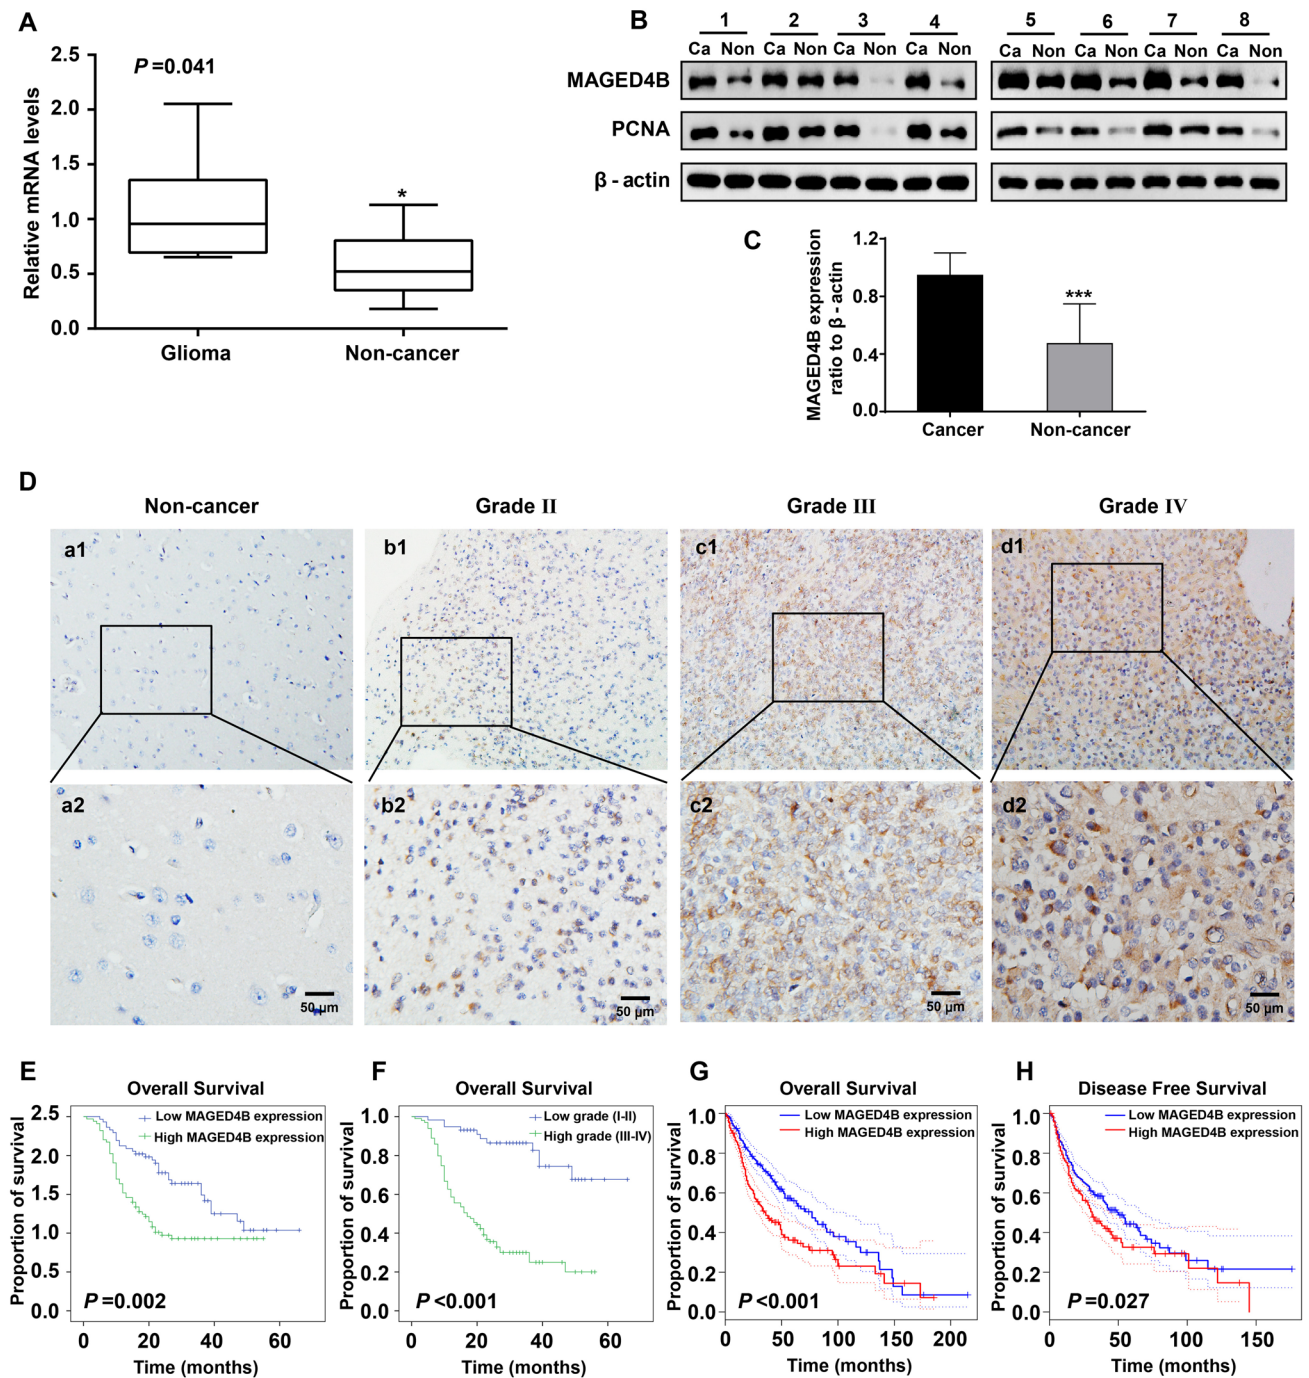 A
P =0.041
Relative mRNA levels
2.5
2.0
1.5
1.0
0.5
0.0
*
Glioma
Non-cancer
B
1 2 3 4 5 6 7 8
Ca Non Ca Non Ca Non Ca Non Ca Non Ca Non Ca Non Ca Non
MAGED4B
PCNA
β - actin
C
MAGED4B expression
ratio to β - actin
1.2
0.8
0.4
0.0
***
Cancer
Non-cancer
D
Non-cancer
Grade II
Grade III
Grade IV
a1
b1
c1
d1
a2
b2
c2
d2
50 µm
50 µm
50 µm
50 µm
E
Overall Survival
Proportion of survival
2.5
2.0
1.5
1.0
0.5
0.0
Low MAGED4B expression
High MAGED4B expression
P =0.002
0 20 40 60
Time (months)
F
Overall Survival
Proportion of survival
1.0
0.8
0.6
0.4
0.2
0.0
Low grade (I-II)
High grade (III-IV)
P <0.001
0 20 40 60
Time (months)
G
Overall Survival
Proportion of survival
1.0
0.8
0.6
0.4
0.2
0.0
Low MAGED4B expression
High MAGED4B expression
P <0.001
0 50 100 150 200
Time (months)
H
Disease Free Survival
Proportion of survival
1.0
0.8
0.6
0.4
0.2
0.0
Low MAGED4B expression
High MAGED4B expression
P =0.027
0 50 100 150
Time (months)